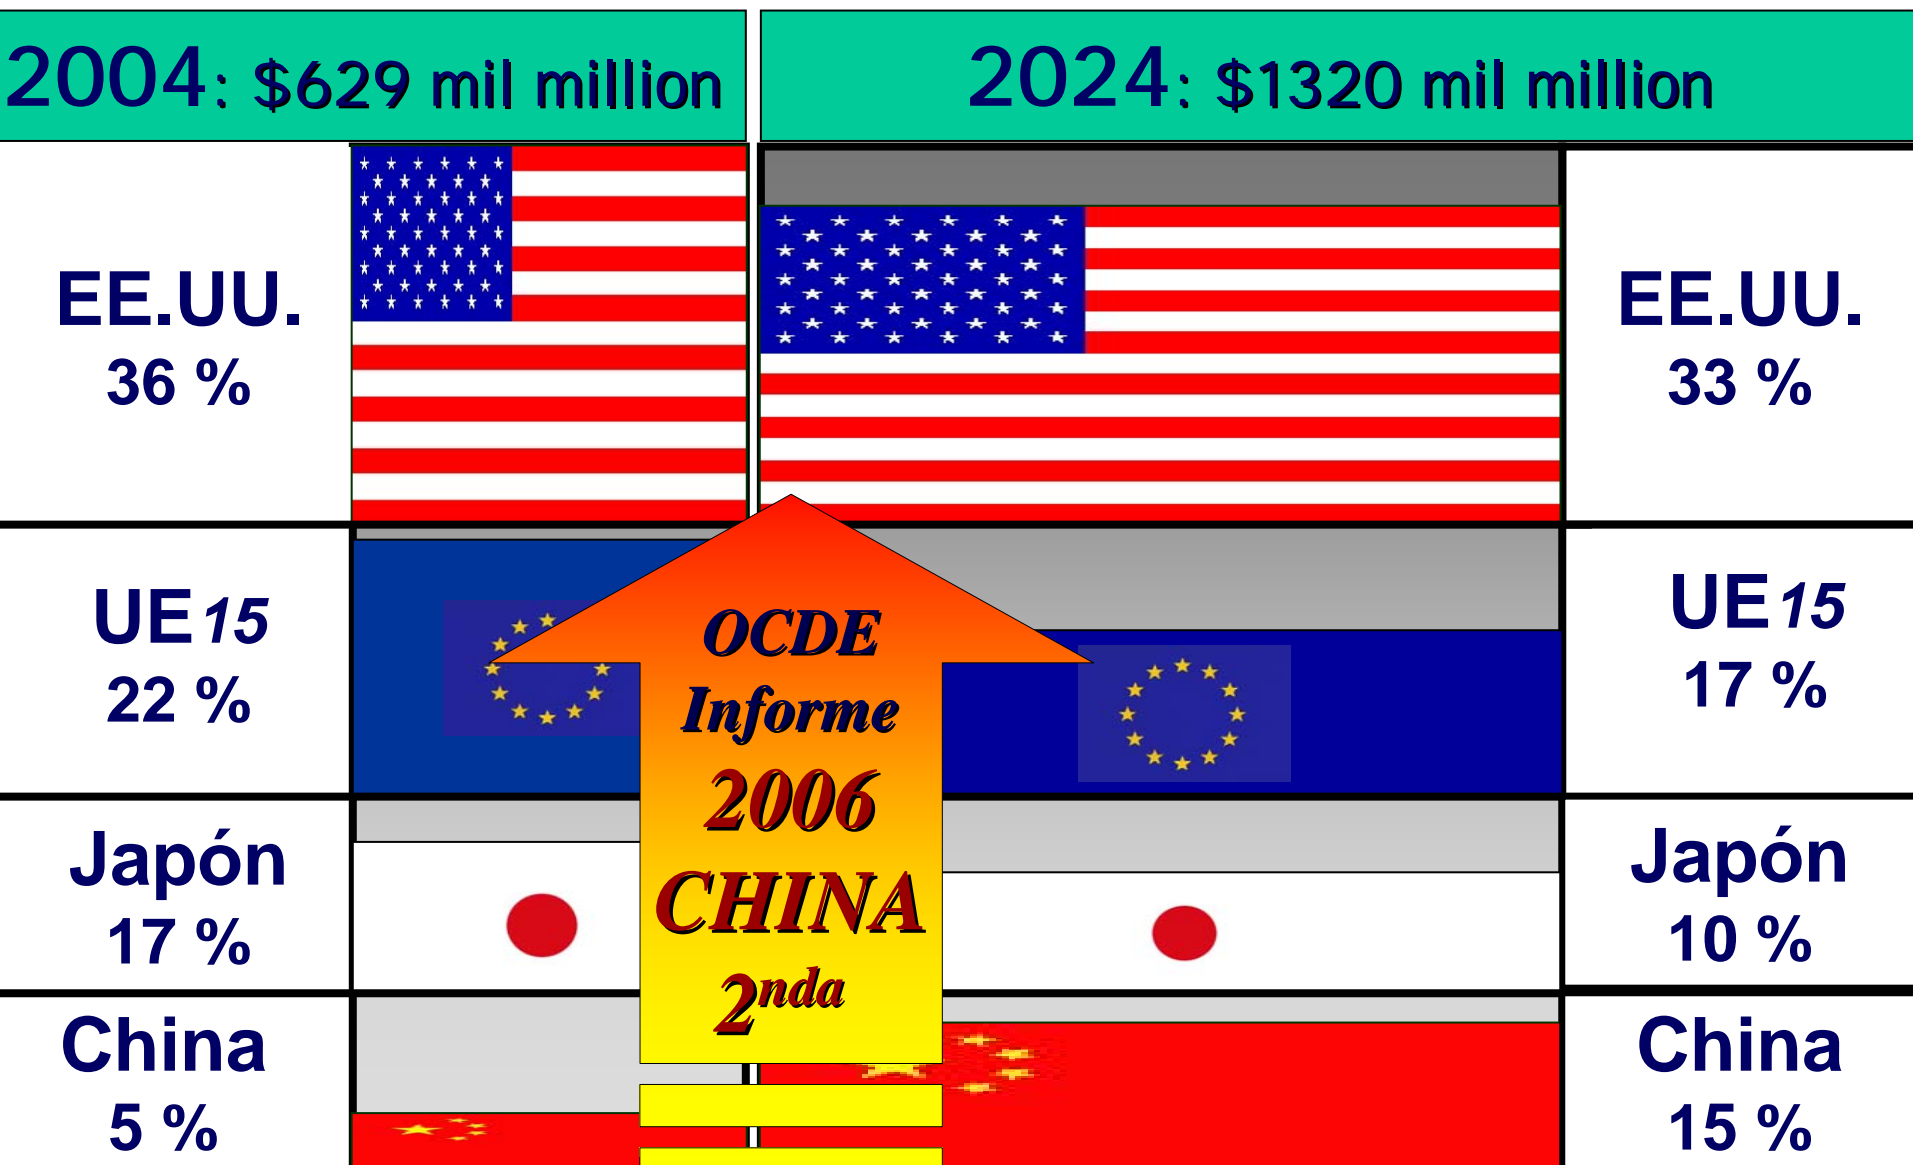 2004: $629 mil million
2024: $1320 mil million
EE.UU.
36 %
EE.UU.
33 %
UE15
22 %
UE15
17 %
Japón
17 %
Japón
10 %
China
5 %
China
15 %
OCDE
Informe
2006
CHINA
2nda